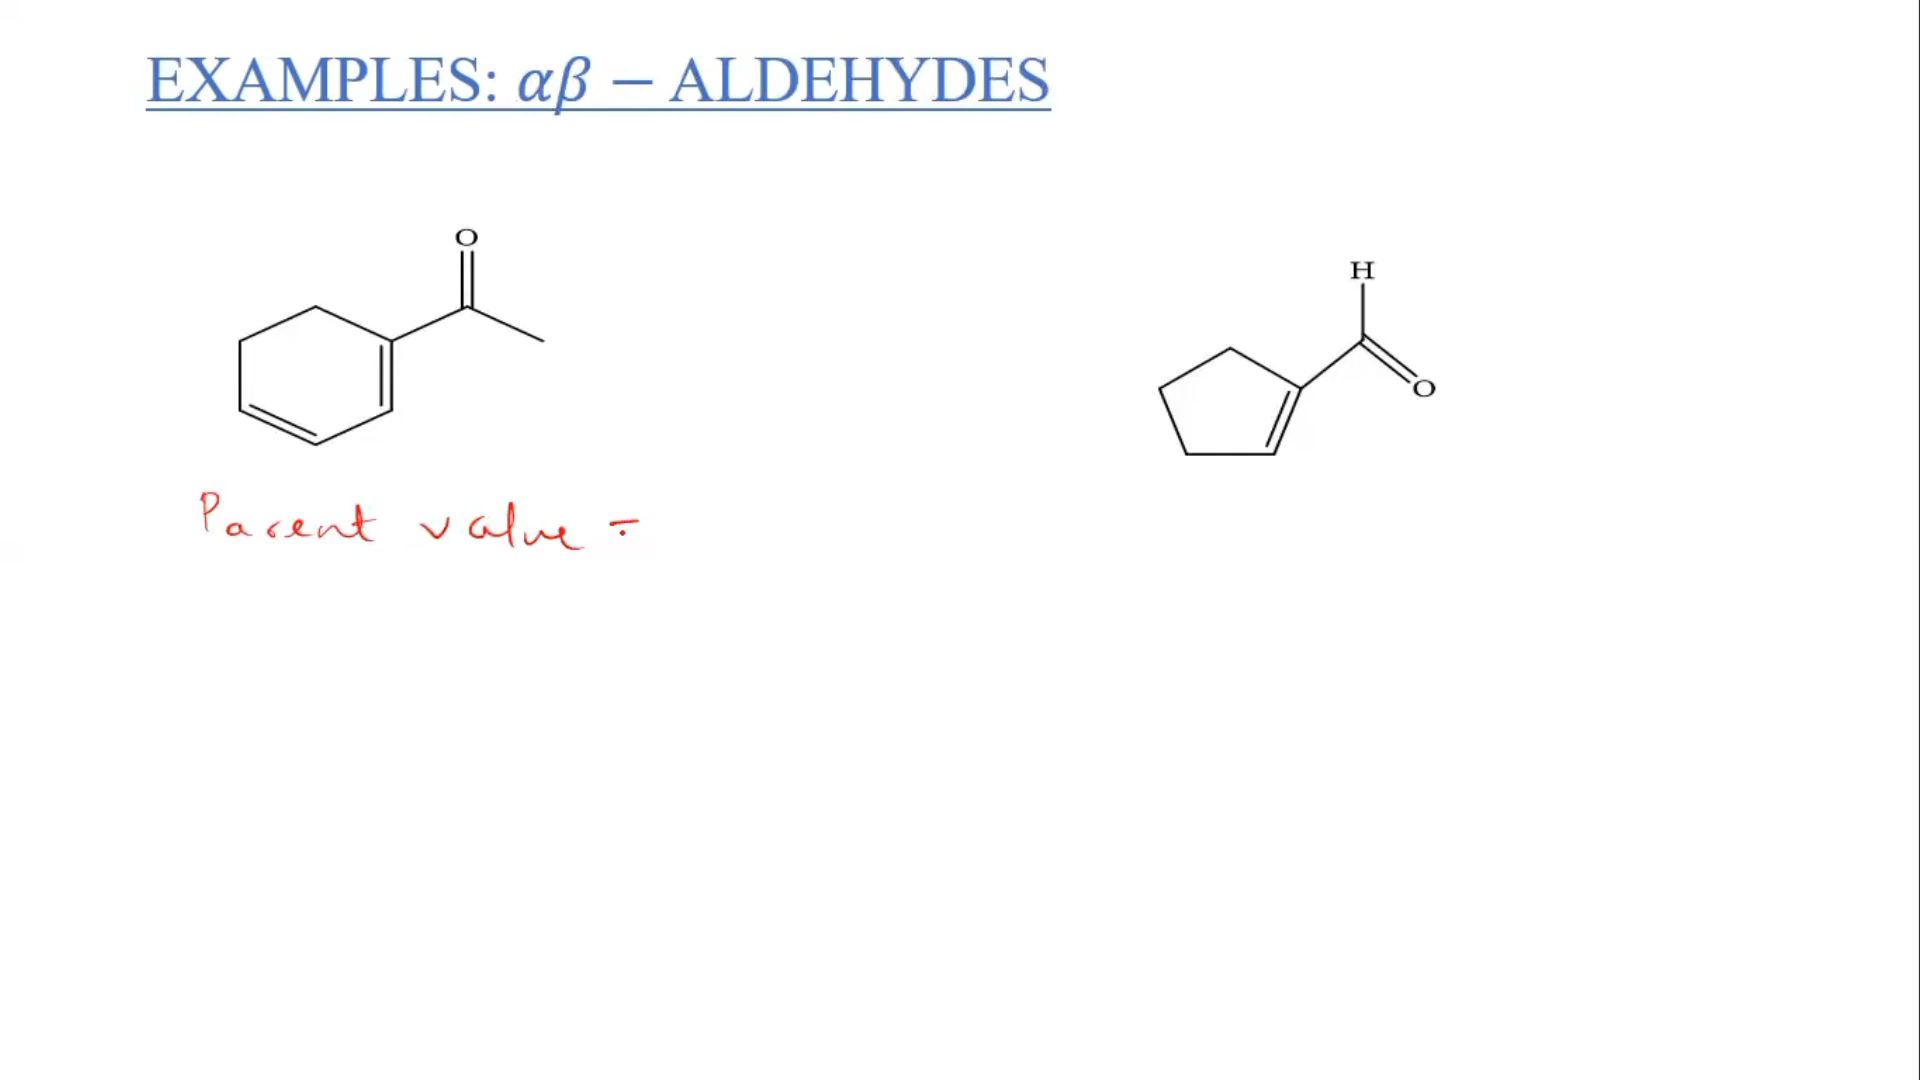 EXAMPLES: αβ − ALDEHYDES
O
H
O
Parent value =